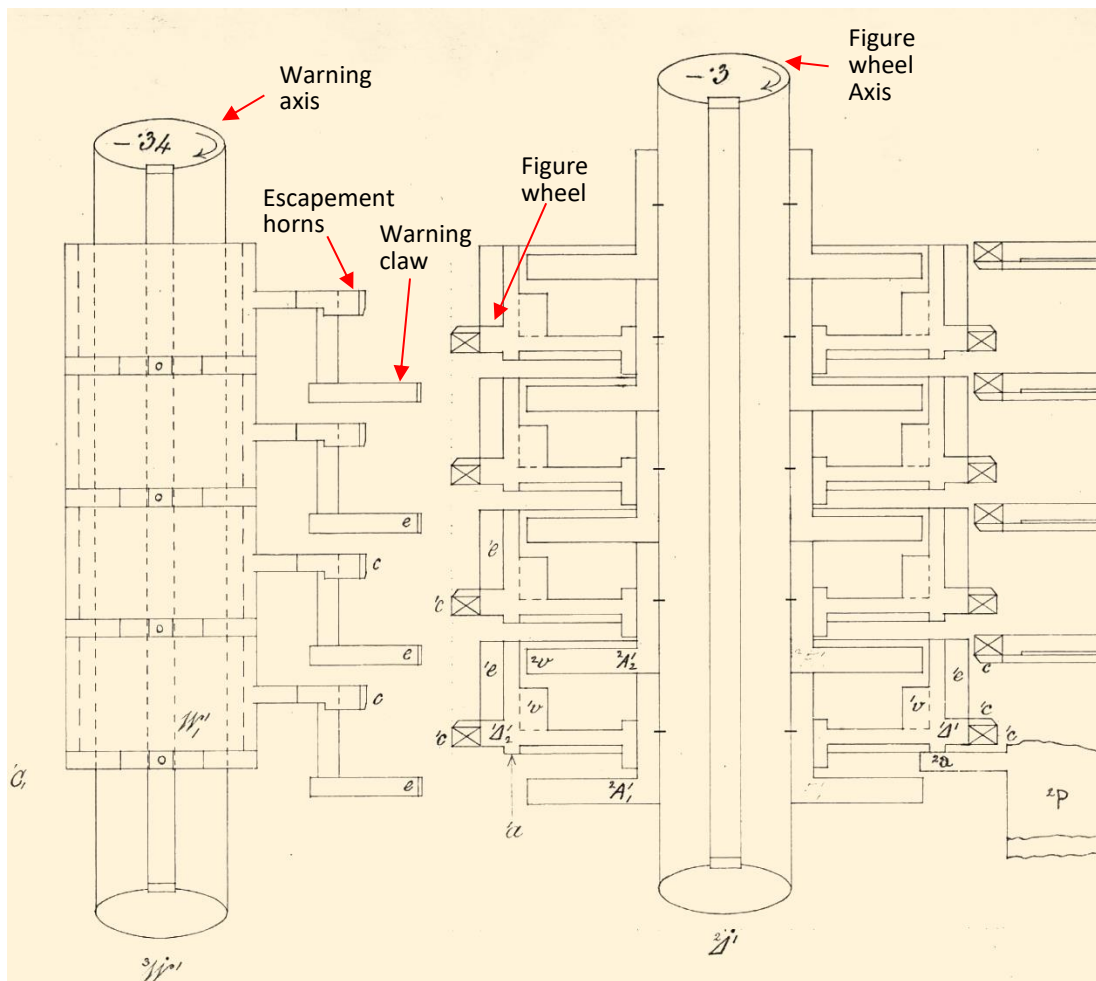 Warning
axis
Escapement
horns
Warning
claw
Figure
wheel
Figure
wheel
Axis
-34
-3
e
'e
c
'c
e
²v
²A'₂
'e
'e
c
c
'v
'v
'c
'c
'Δ'₂
'Δ'
'c
²a
e
²A'₁
²P
'a